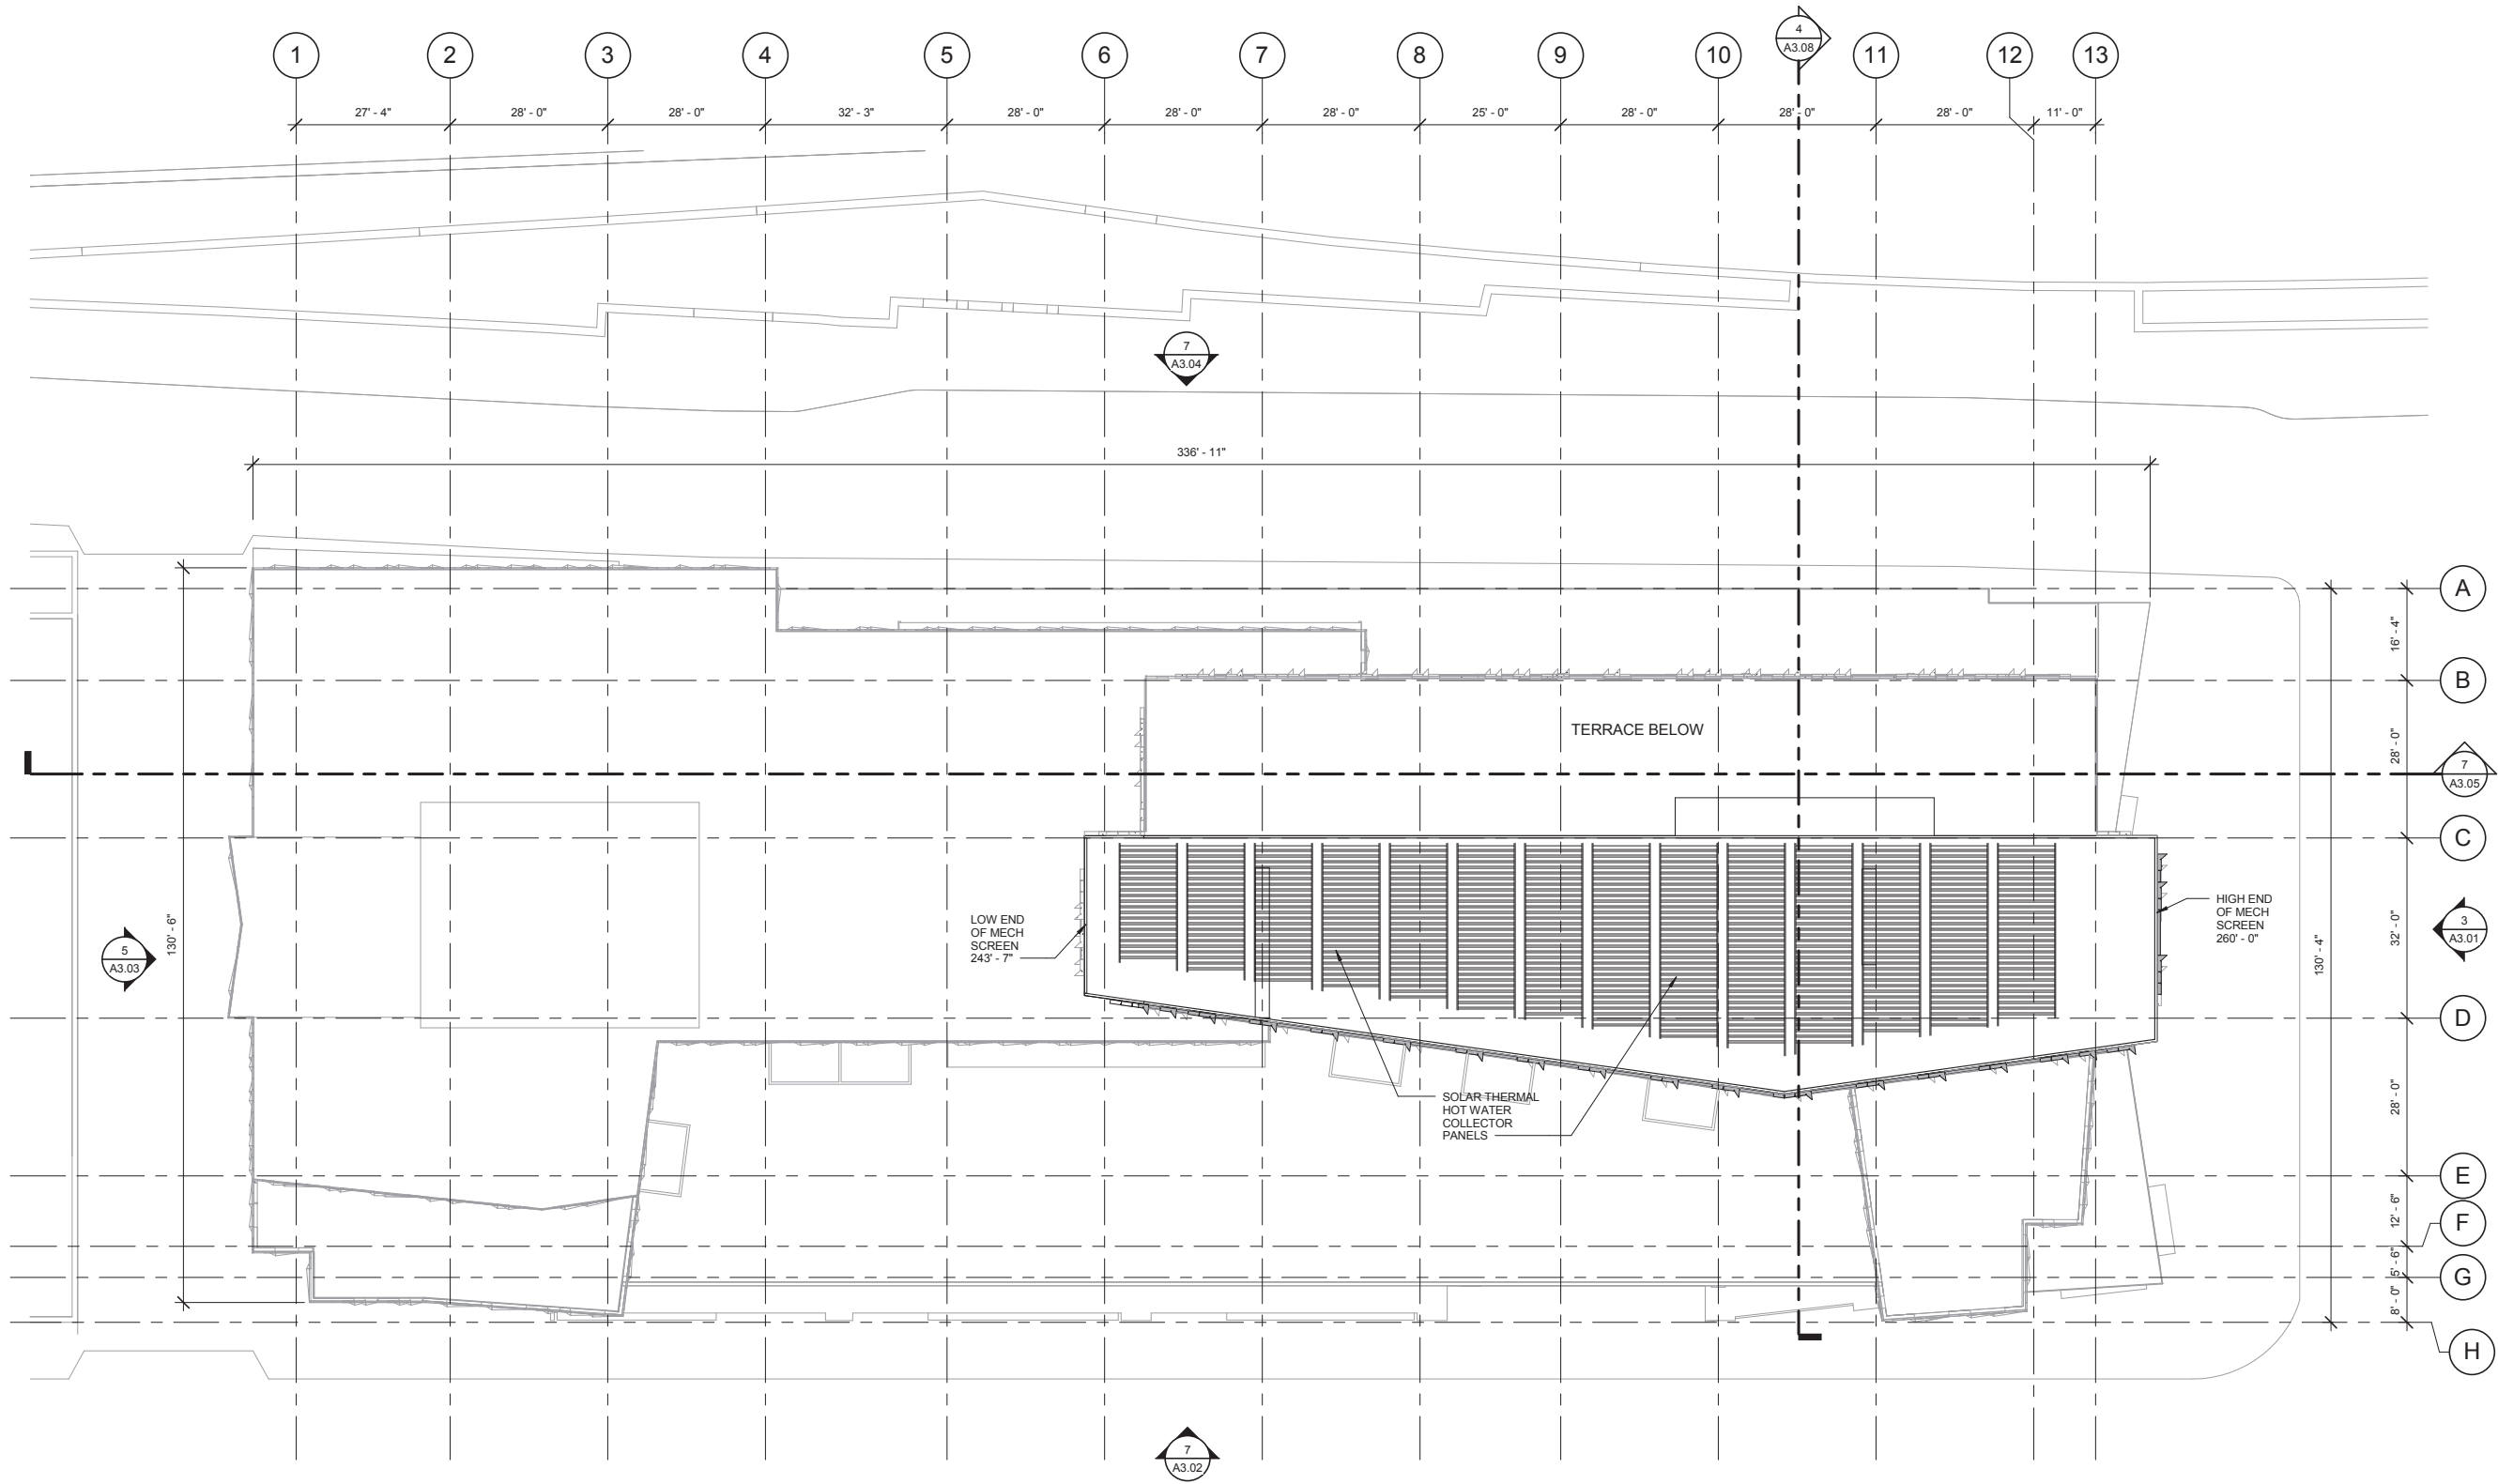 4
A3.08
1
2
3
4
5
6
7
8
9
10
11
12
13
27' - 4"
28' - 0"
28' - 0"
32' - 3"
28' - 0"
28' - 0"
28' - 0"
25' - 0"
28' - 0"
28' - 0"
28' - 0"
11' - 0"
7
A3.04
336' - 11"
A
16' - 4"
B
TERRACE BELOW
28' - 0"
7
A3.05
C
LOW END
OF MECH
SCREEN
243' - 7"
HIGH END
OF MECH
SCREEN
260' - 0"
5
A3.03
130' - 6"
130' - 4"
32' - 0"
3
A3.01
D
SOLAR THERMAL
HOT WATER
COLLECTOR
PANELS
28' - 0"
E
12' - 6"
F
5' - 6"
G
8' - 0"
H
7
A3.02